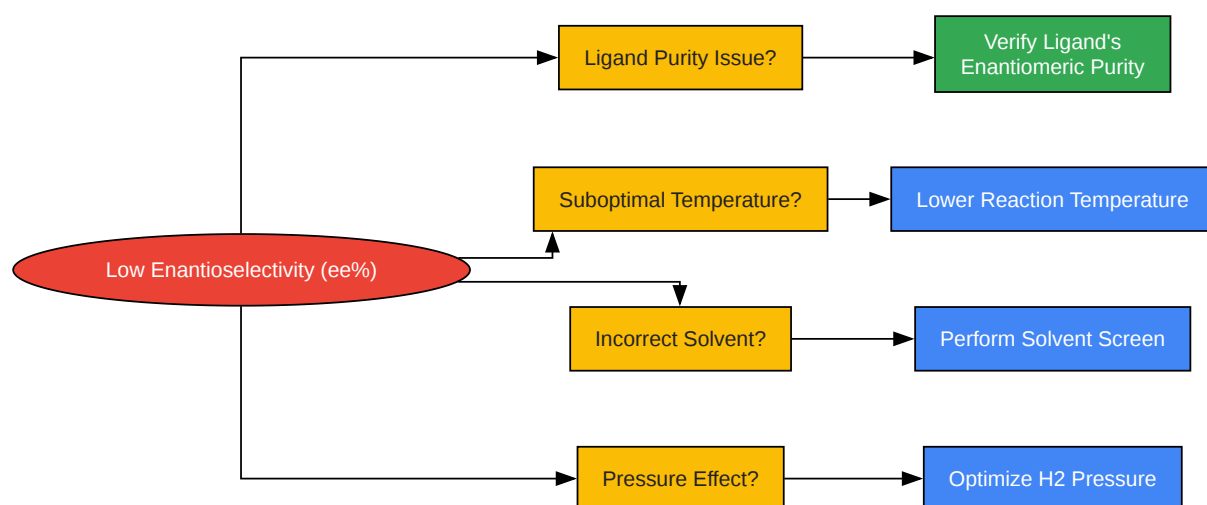 Ligand Purity Issue?
Verify Ligand's
Enantiomeric Purity
Suboptimal Temperature?
Lower Reaction Temperature
Low Enantioselectivity (ee%)
Incorrect Solvent?
Perform Solvent Screen
Pressure Effect?
Optimize H2 Pressure